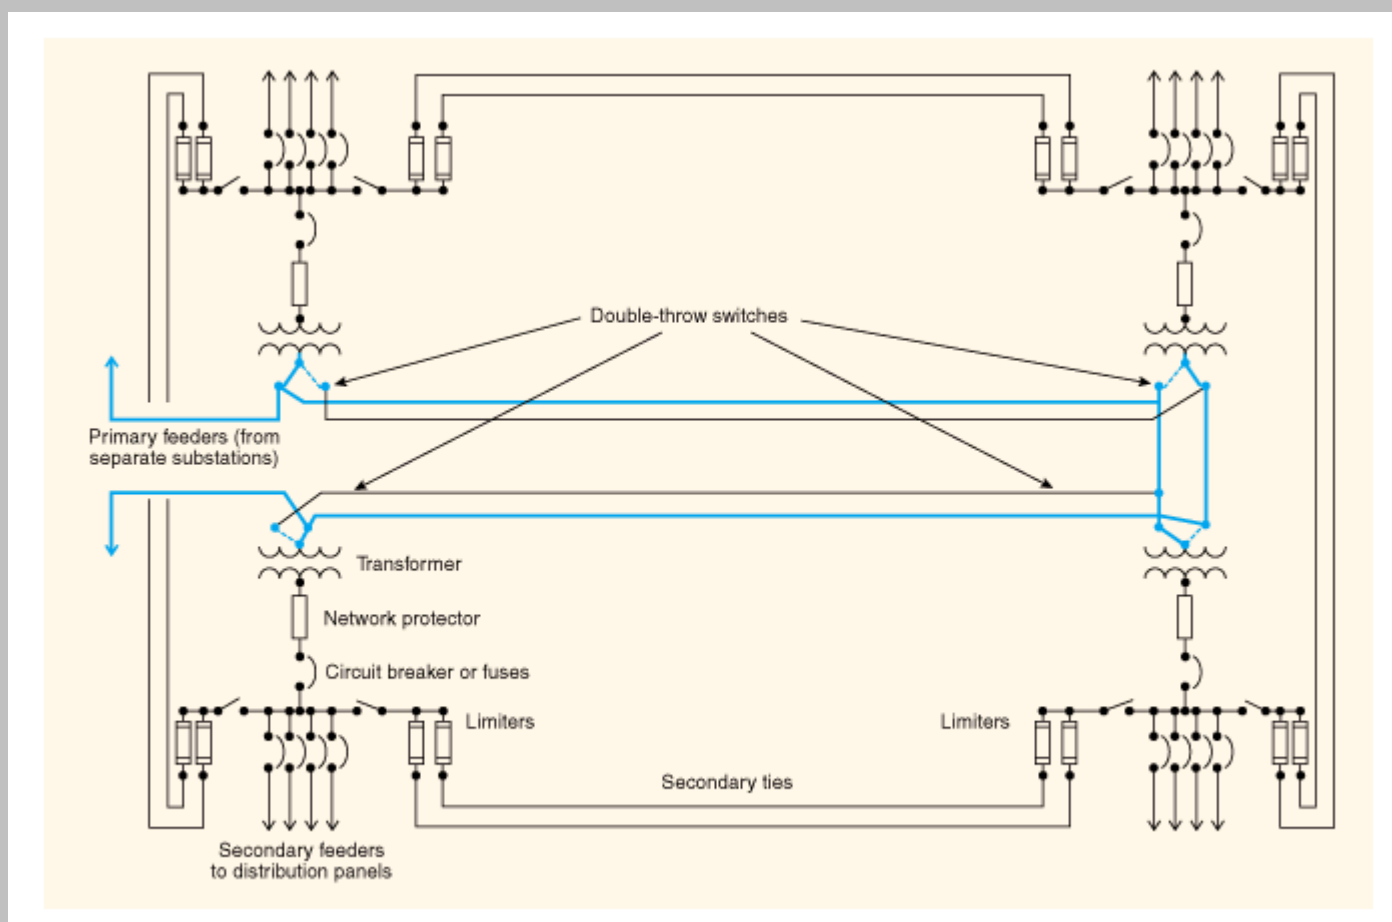 Double-throw switches
Primary feeders (from
separate substations)
Transformer
Network protector
Circuit breaker or fuses
Limiters
Limiters
Secondary ties
Secondary feeders
to distribution panels